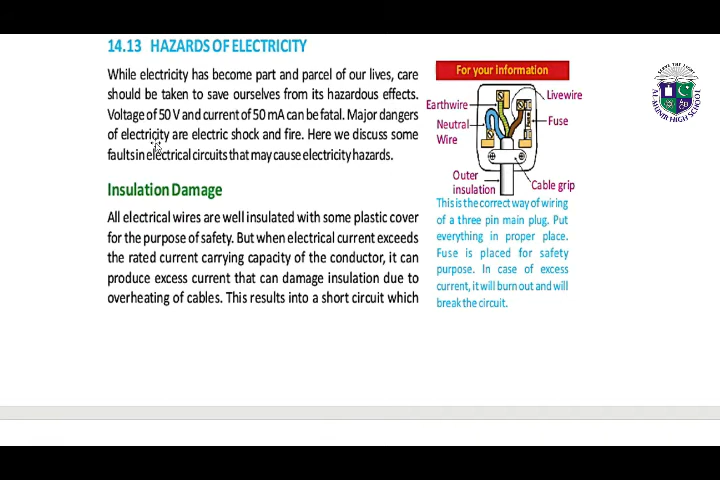 14.13 HAZARDS OF ELECTRICITY
While electricity has become part and parcel of our lives, care
should be taken to save ourselves from its hazardous effects.
Voltage of 50 V and current of 50 mA can be fatal. Major dangers
of electricity are electric shock and fire. Here we discuss some
faults in electrical circuits that may cause electricity hazards.
Insulation Damage
All electrical wires are well insulated with some plastic cover
for the purpose of safety. But when electrical current exceeds
the rated current carrying capacity of the conductor, it can
produce excess current that can damage insulation due to
overheating of cables. This results into a short circuit which
For your information
Earthwire
Livewire
Neutral
Wire
Fuse
Outer
insulation
Cable grip
This is the correct way of wiring
of a three pin main plug. Put
everything in proper place.
Fuse is placed for safety
purpose. In case of excess
current, it will burn out and will
break the circuit.
AL-MUNIR HIGH SCHOOL